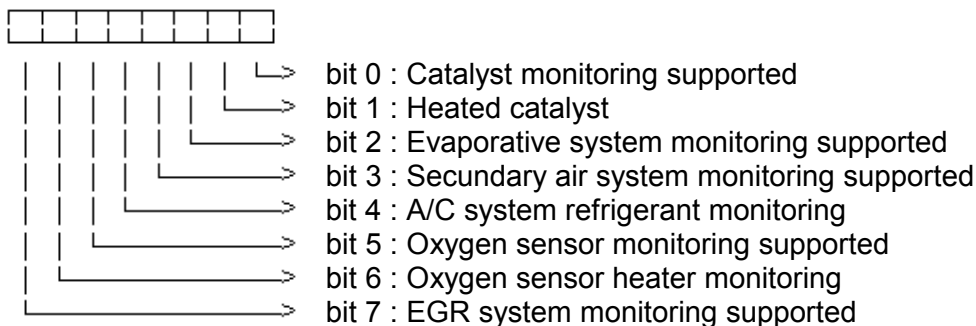 bit 0 : Catalyst monitoring supported
bit 1 : Heated catalyst
bit 2 : Evaporative system monitoring supported
bit 3 : Secundary air system monitoring supported
bit 4 : A/C system refrigerant monitoring
bit 5 : Oxygen sensor monitoring supported
bit 6 : Oxygen sensor heater monitoring
bit 7 : EGR system monitoring supported